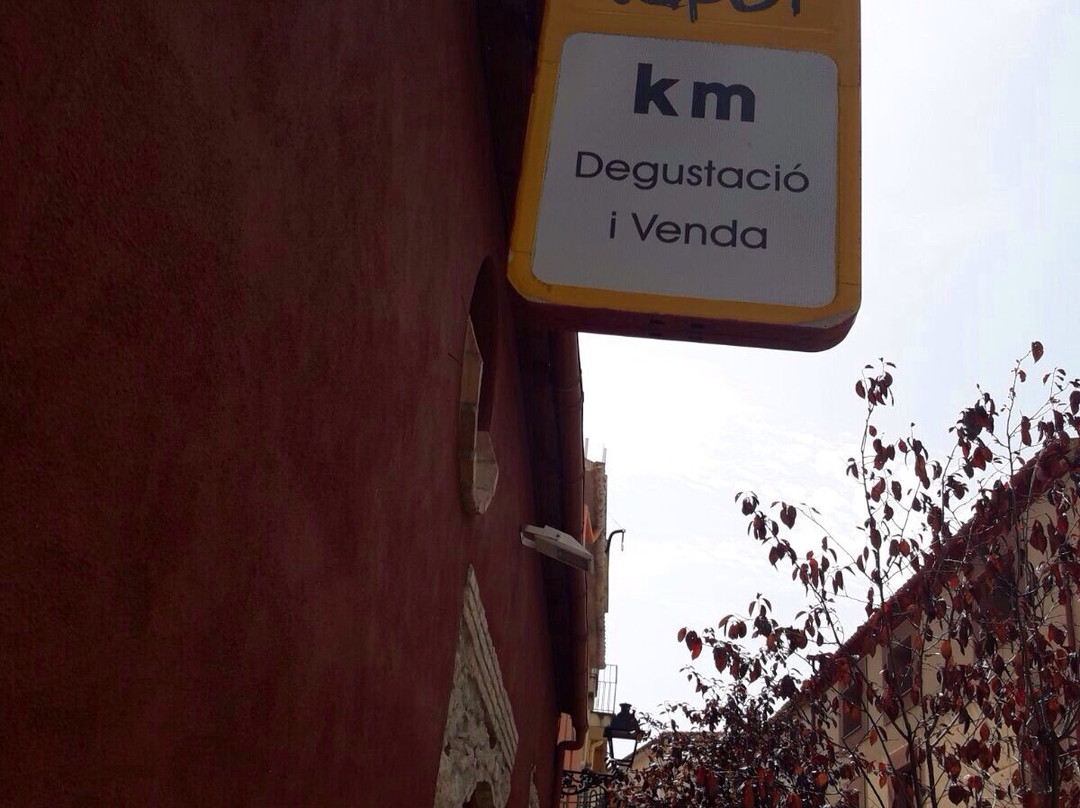 km
Degustació
i Venda